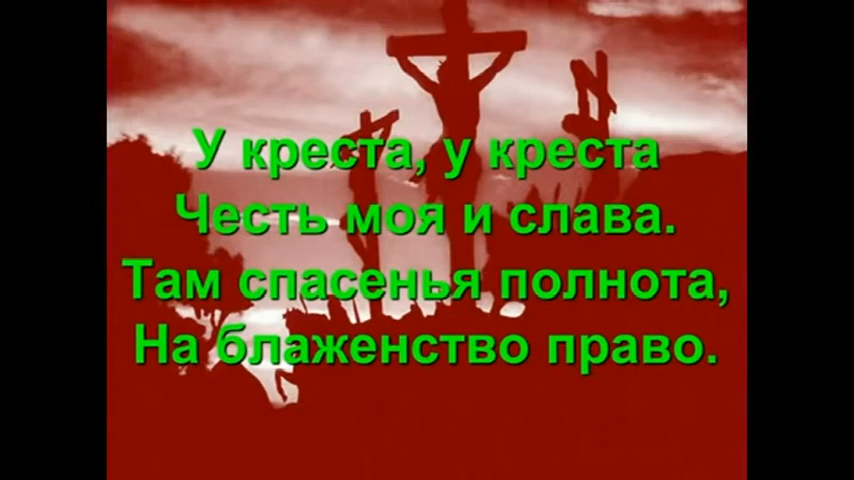 У креста, у креста
Честь моя и слава.
Там спасенья полнота,
На блаженство право.